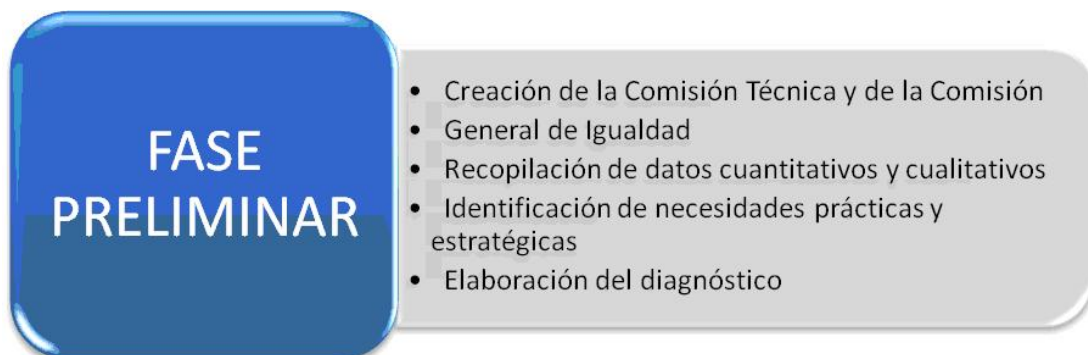 FASE
PRELIMINAR
• Creación de la Comisión Técnica y de la Comisión
• General de Igualdad
• Recopilación de datos cuantitativos y cualitativos
• Identificación de necesidades prácticas y
estratégicas
• Elaboración del diagnóstico